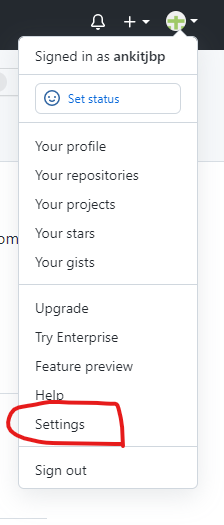 Signed in as ankitjbp
Set status
Your profile
Your repositories
Your projects
Your stars
Your gists
Upgrade
Try Enterprise
Feature preview
Help
Settings
Sign out